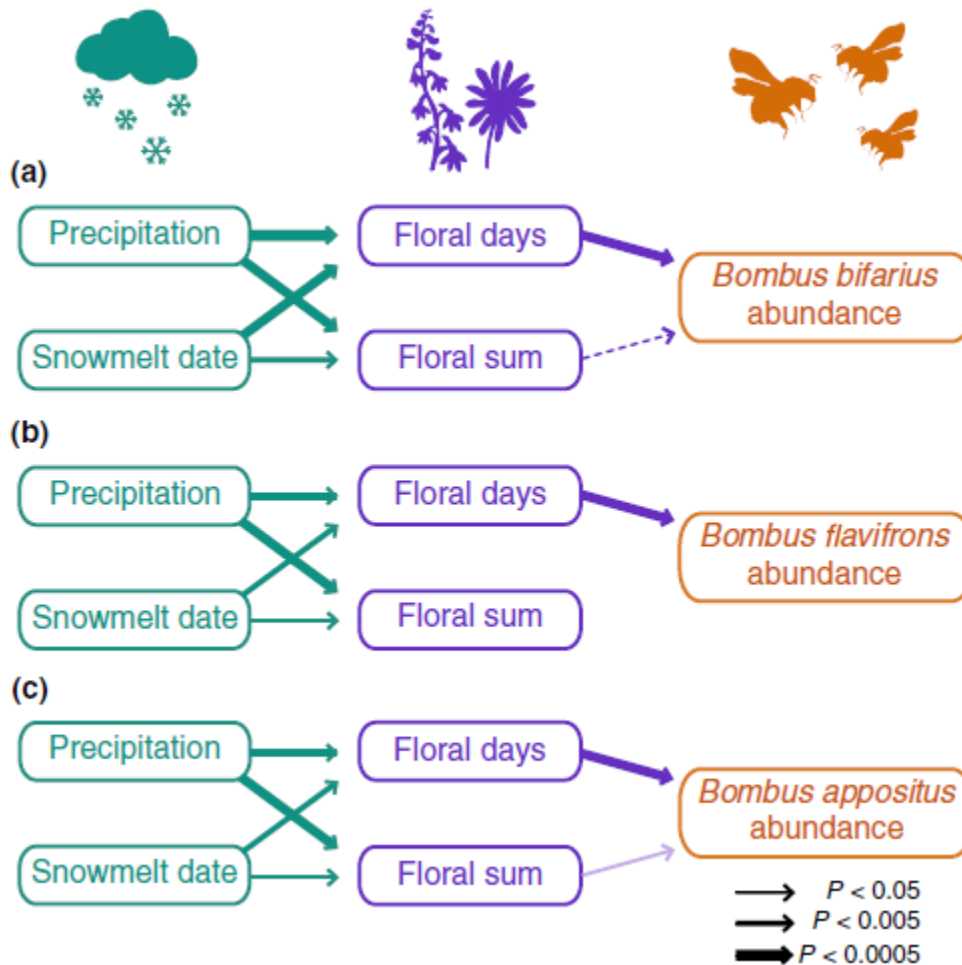 (a)
Precipitation
Floral days
Bombus bifarius
abundance
Snowmelt date
Floral sum
(b)
Precipitation
Floral days
Bombus flavifrons
abundance
Snowmelt date
Floral sum
(c)
Precipitation
Floral days
Bombus appositus
abundance
Snowmelt date
Floral sum
P < 0.05
P < 0.005
P < 0.0005